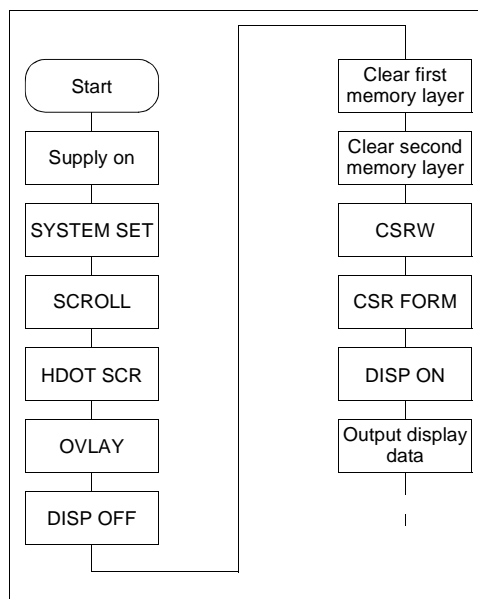 Start
Supply on
SYSTEM SET
SCROLL
HDOT SCR
OVLAY
DISP OFF
Clear first
memory layer
Clear second
memory layer
CSRW
CSR FORM
DISP ON
Output display
data